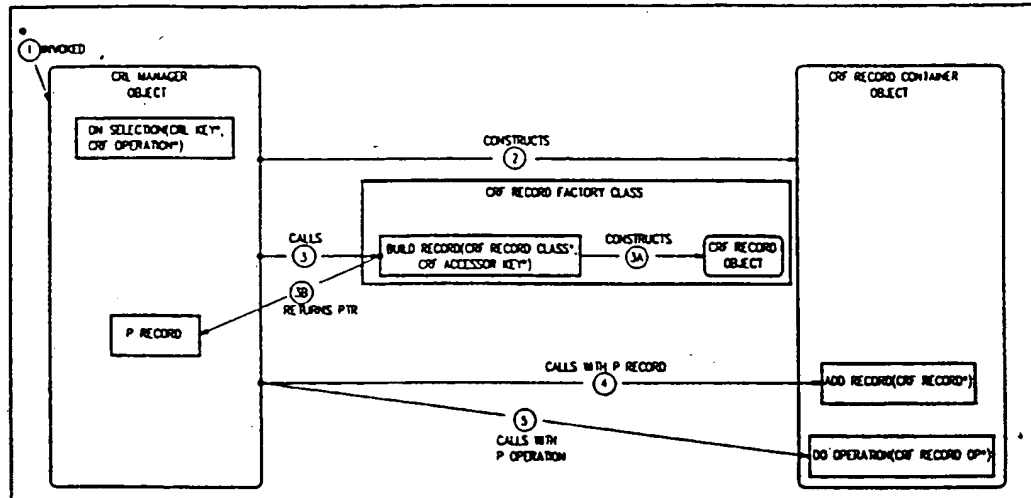 1 INVOKED
CRL MANAGER
OBJECT
ON SELECTION(CRL KEY*,
CRF OPERATION*)
CRF RECORD CONTAINER
OBJECT
CONSTRUCTS
2
CRF RECORD FACTORY CLASS
CALLS
3
BUILD RECORD(CRF RECORD CLASS*,
CRF ACCESSOR KEY*)
CONSTRUCTS
3A
CRF RECORD
OBJECT
3B
RETURNS PTR
P RECORD
CALLS WITH P RECORD
4
ADD RECORD(CRF RECORD*)
5
CALLS WITH
P OPERATION
DO OPERATION(CRF RECORD OP*)